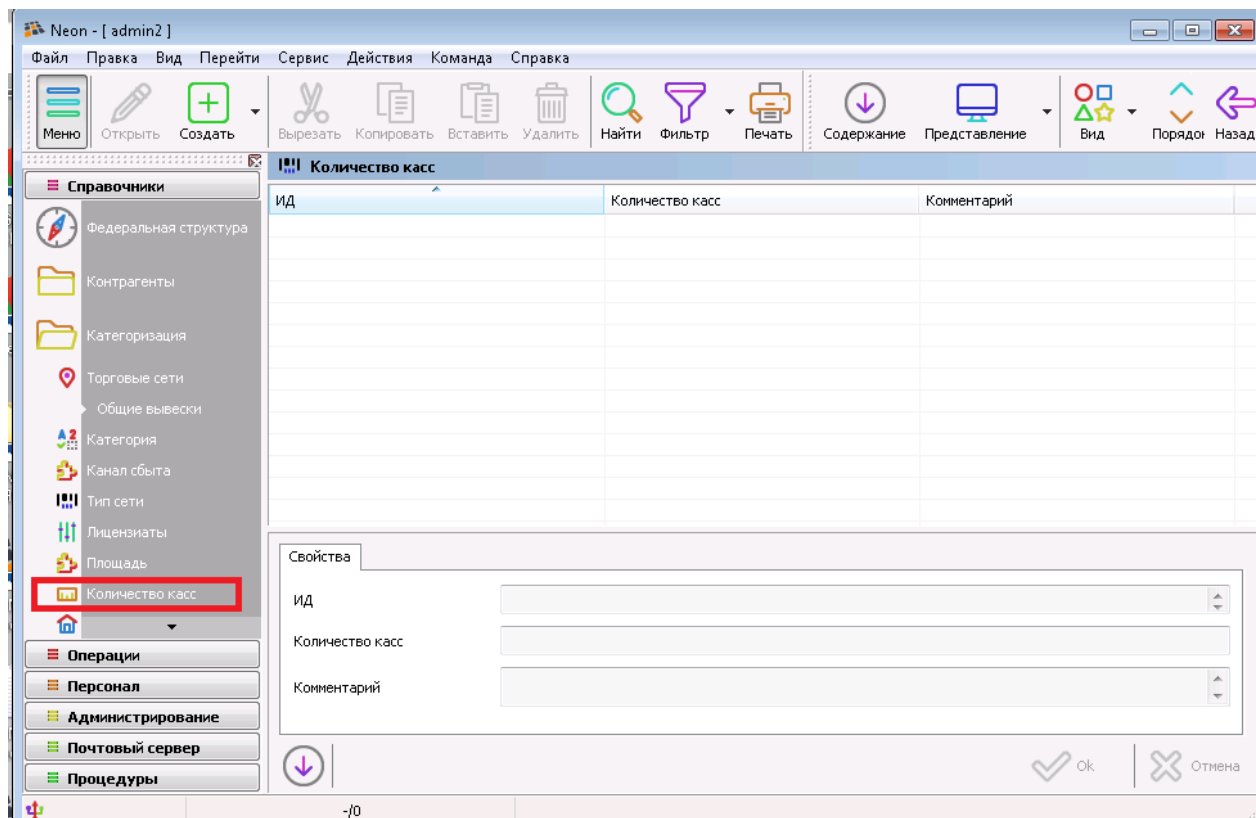 Neon - [ admin2 ]
Файл Правка Вид Перейти Сервис Действия Команда Справка
Меню Открыть Создать Вырезать Копировать Вставить Удалить Найти Фильтр Печать Содержание Представление Вид Порядок Назад
Справочники
Федеральная структура
Контрагенты
Категоризация
Торговые сети
Общие вывески
Категория
Канал сбыта
Тип сети
Лицензиаты
Площадь
Количество касс
Операции
Персонал
Администрирование
Почтовый сервер
Процедуры
Количество касс
ИД Количество касс Комментарий
Свойства
ИД
Количество касс
Комментарий
Ok Отмена
-/0